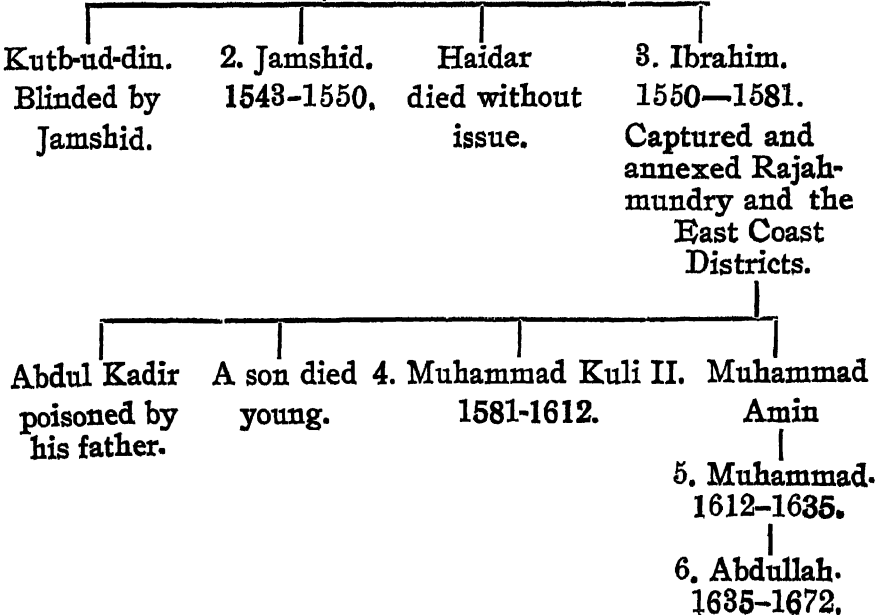 Kutb-ud-din. 2. Jamshid. Haidar 3. Ibrahim.
Blinded by 1543-1550. died without 1550—1581.
Jamshid. issue. Captured and
annexed Rajah-
mundry and the
East Coast
Districts.
Abdul Kadir A son died 4. Muhammad Kuli II. Muhammad
poisoned by young. 1581-1612. Amin
his father.
5. Muhammad.
1612–1635.
6. Abdullah.
1635–1672.